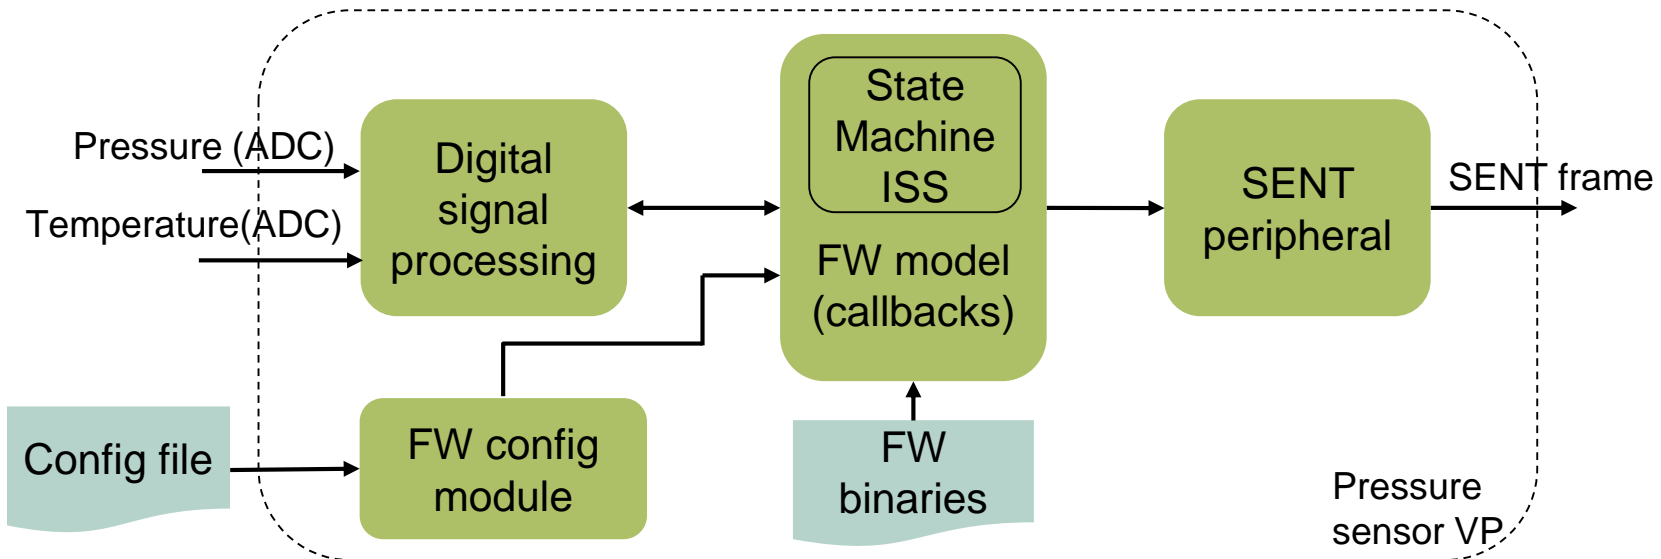 Pressure (ADC)
Temperature(ADC)
Digital
signal
processing
State
Machine
ISS
FW model
(callbacks)
SENT
peripheral
SENT frame
Config file
FW config
module
FW
binaries
Pressure
sensor VP